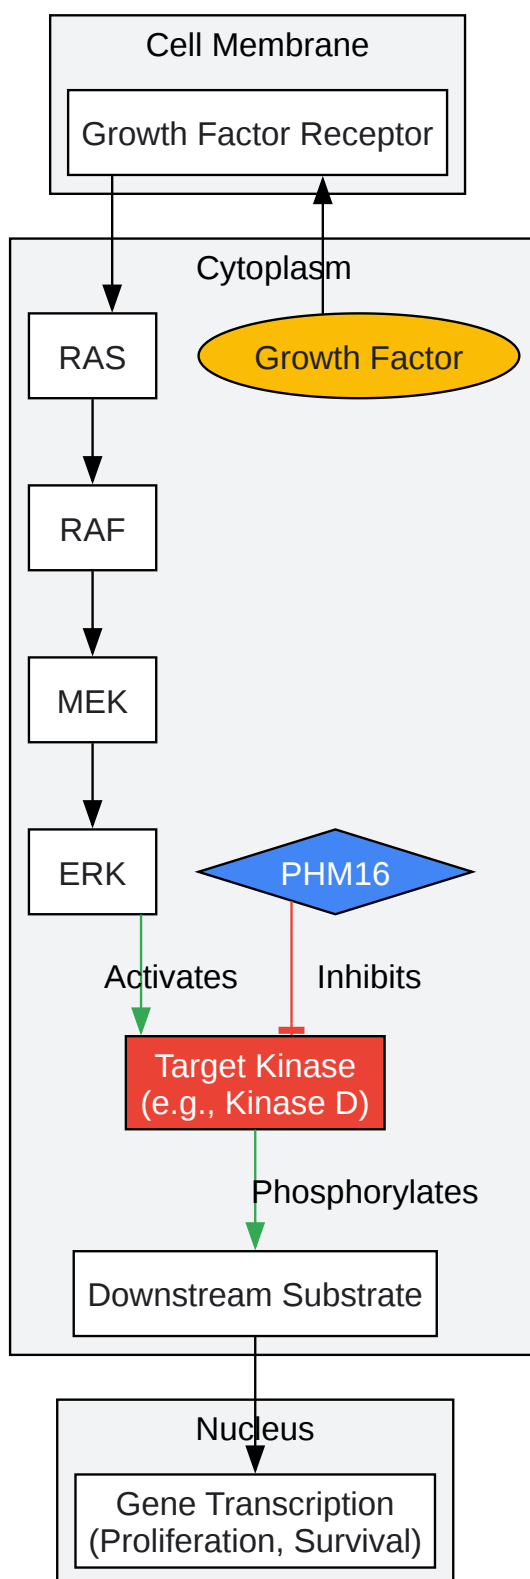 Cell Membrane
Growth Factor Receptor
Cytoplasm
RAS
Growth Factor
RAF
MEK
ERK
PHM16
Activates
Inhibits
Target Kinase
(e.g., Kinase D)
Phosphorylates
Downstream Substrate
Nucleus
Gene Transcription
(Proliferation, Survival)